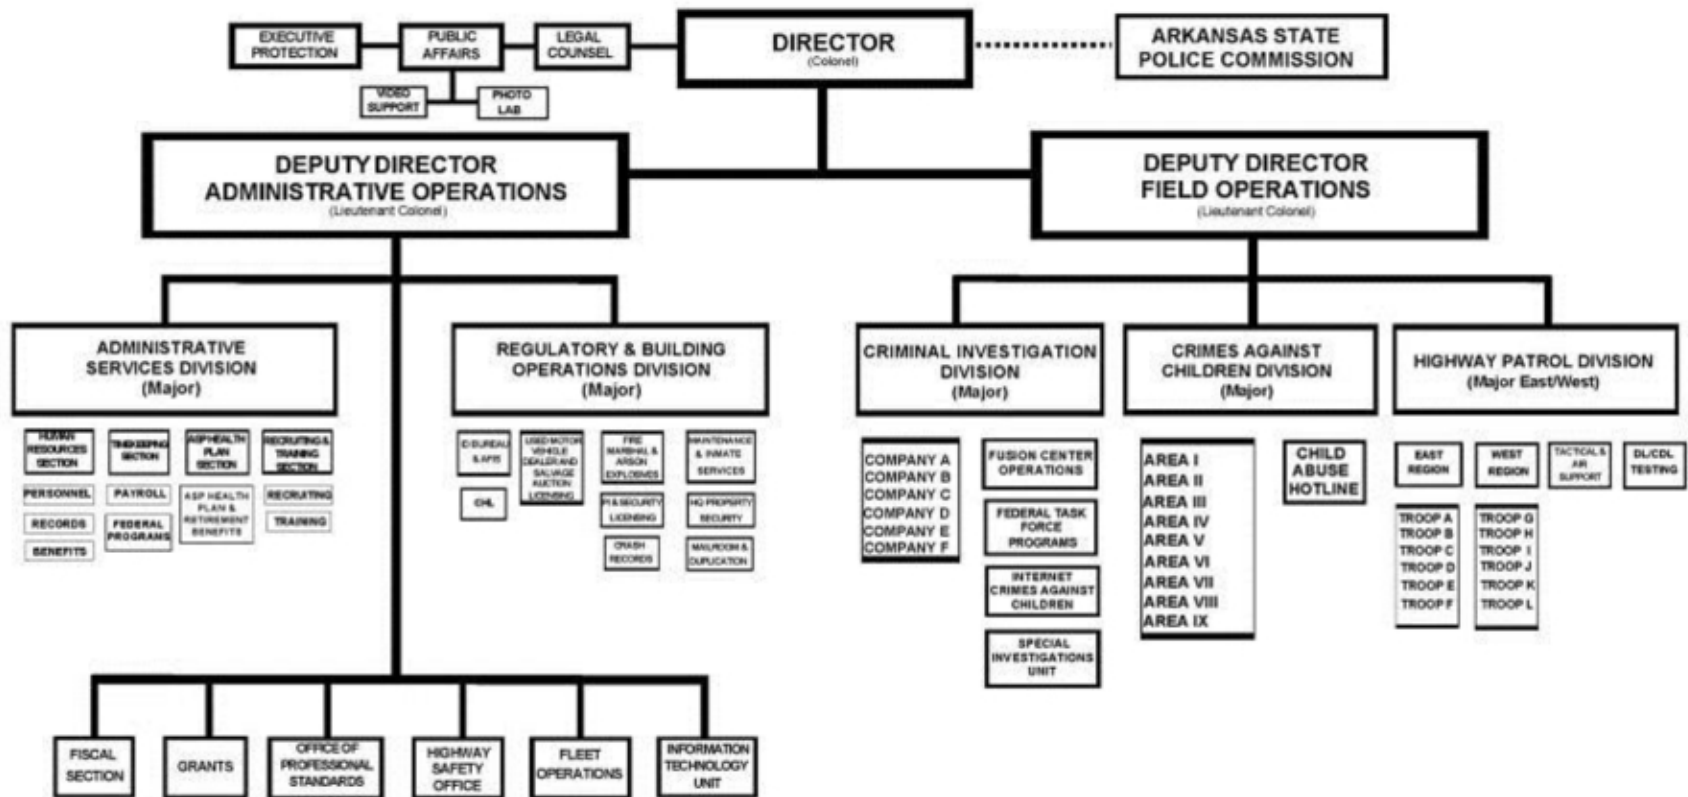 EXECUTIVE
PROTECTION
PUBLIC
AFFAIRS
LEGAL
COUNSEL
DIRECTOR
(Colonel)
ARKANSAS STATE
POLICE COMMISSION
VIDEO
SUPPORT
PHOTO
LAB
DEPUTY DIRECTOR
ADMINISTRATIVE OPERATIONS
(Lieutenant Colonel)
DEPUTY DIRECTOR
FIELD OPERATIONS
(Lieutenant Colonel)
ADMINISTRATIVE
SERVICES DIVISION
(Major)
REGULATORY & BUILDING
OPERATIONS DIVISION
(Major)
CRIMINAL INVESTIGATION
DIVISION
(Major)
CRIMES AGAINST
CHILDREN DIVISION
(Major)
HIGHWAY PATROL DIVISION
(Major East/West)
HUMAN
RESOURCES
SECTION
PERSONNEL
RECORDS
BENEFITS
TIMEKEEPING
SECTION
PAYROLL
FEDERAL
PROGRAMS
ASP HEALTH
PLAN
SECTION
ASP HEALTH
PLAN &
RETIREMENT
BENEFITS
RECRUITING &
TRAINING
SECTION
RECRUITING
TRAINING
ID BUREAU
& AFIS
CHL
USED MOTOR
VEHICLE
DEALER AND
SALVAGE
AUCTION
LICENSING
FIRE
MARSHAL &
ARSON
EXPLOSIVES
PI & SECURITY
LICENSING
CRASH
RECORDS
MAINTENANCE
& INMATE
SERVICES
HQ PROPERTY
SECURITY
MAILROOM &
DUPLICATION
COMPANY A
COMPANY B
COMPANY C
COMPANY D
COMPANY E
COMPANY F
FUSION CENTER
OPERATIONS
FEDERAL TASK
FORCE
PROGRAMS
INTERNET
CRIMES AGAINST
CHILDREN
SPECIAL
INVESTIGATIONS
UNIT
AREA I
AREA II
AREA III
AREA IV
AREA V
AREA VI
AREA VII
AREA VIII
AREA IX
CHILD
ABUSE
HOTLINE
EAST
REGION
TROOP A
TROOP B
TROOP C
TROOP D
TROOP E
TROOP F
WEST
REGION
TROOP G
TROOP H
TROOP I
TROOP J
TROOP K
TROOP L
TACTICAL &
AIR
SUPPORT
DL/CDL
TESTING
FISCAL
SECTION
GRANTS
OFFICE OF
PROFESSIONAL
STANDARDS
HIGHWAY
SAFETY
OFFICE
FLEET
OPERATIONS
INFORMATION
TECHNOLOGY
UNIT